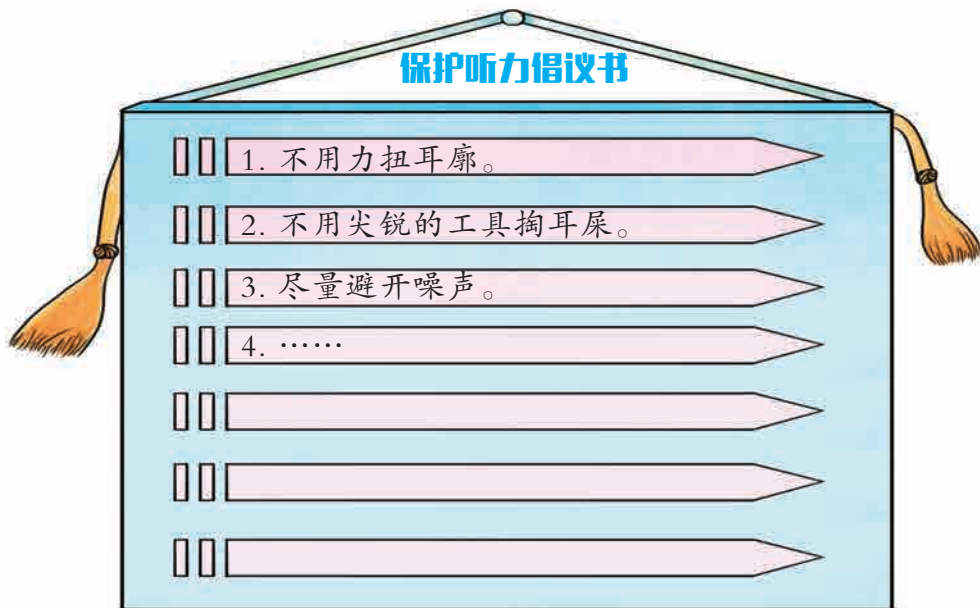 保护听力倡议书
1. 不用力扭耳廓。
2. 不用尖锐的工具掏耳屎。
3. 尽量避开噪声。
4. ……